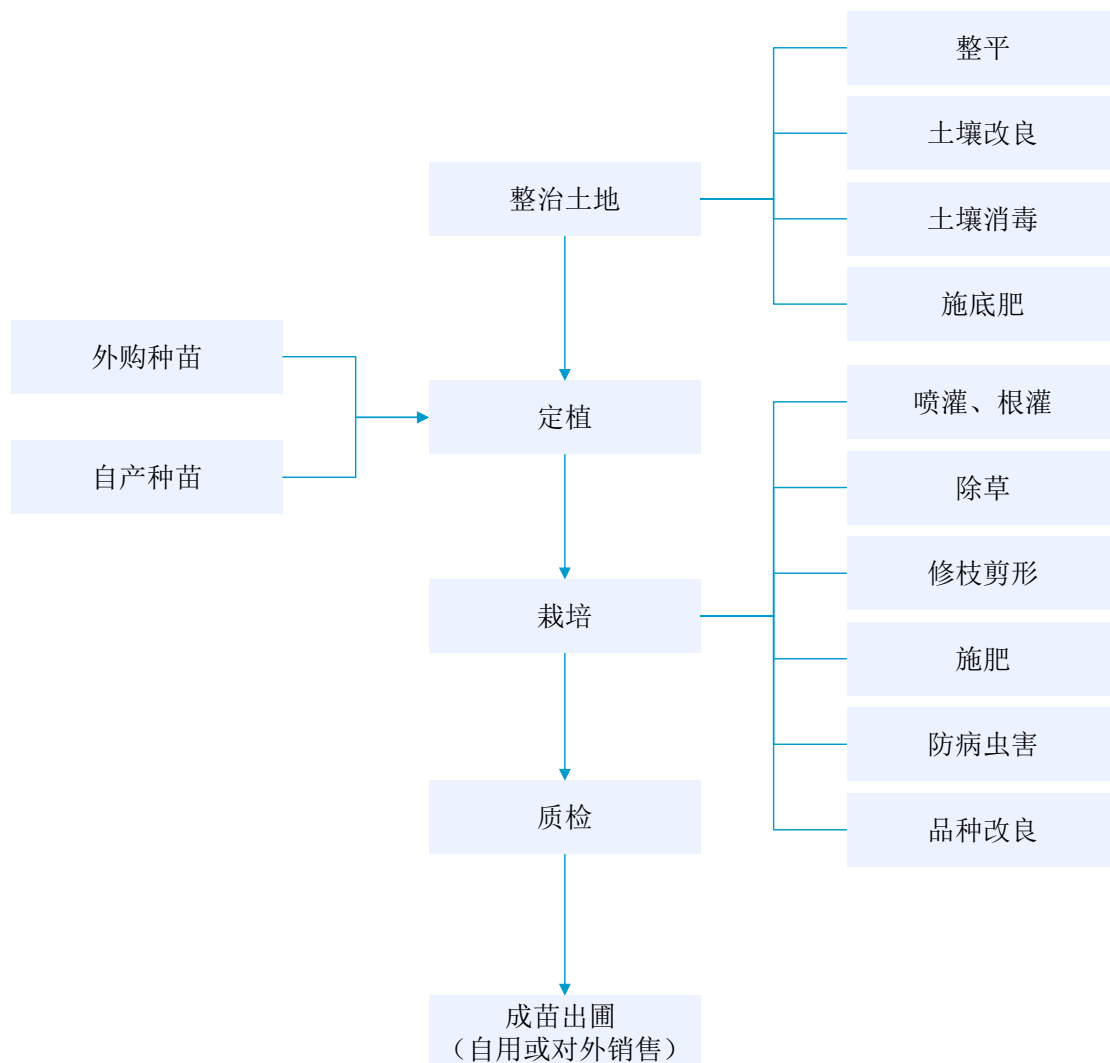 整平
土壤改良
整治土地
土壤消毒
施底肥
外购种苗
定植
自产种苗
喷灌、根灌
除草
修枝剪形
栽培
施肥
防病虫害
品种改良
质检
成苗出圃
（自用或对外销售）